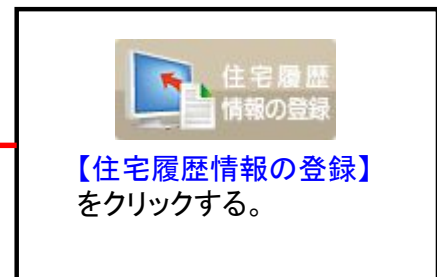 住宅履歴
情報の登録
【住宅履歴情報の登録】
をクリックする。